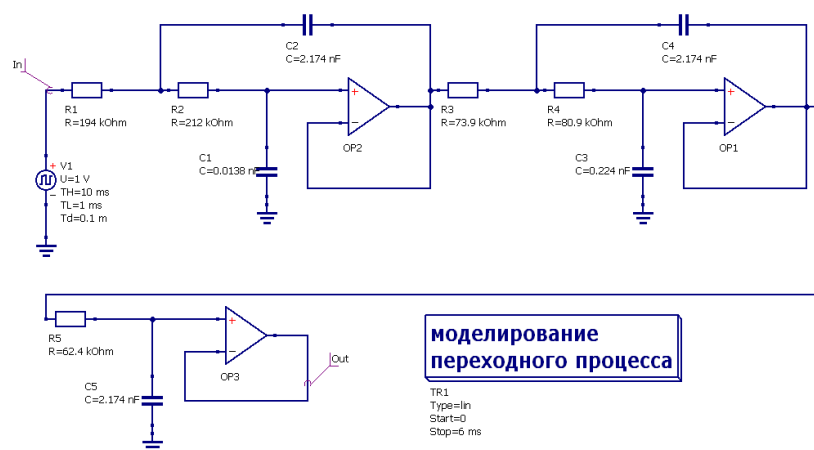 C2
C=2.174 nF
C4
C=2.174 nF
In
R1
R=194 kOhm
R2
R=212 kOhm
+
−
OP2
R3
R=73.9 kOhm
R4
R=80.9 kOhm
+
−
OP1
C1
C=0.0138 nF
C3
C=0.224 nF
+
−
V1
U=1 V
TH=10 ms
TL=1 ms
Td=0.1 m
R5
R=62.4 kOhm
+
−
OP3
Out
C5
C=2.174 nF
моделирование
переходного процесса
TR1
Type=lin
Start=0
Stop=6 ms